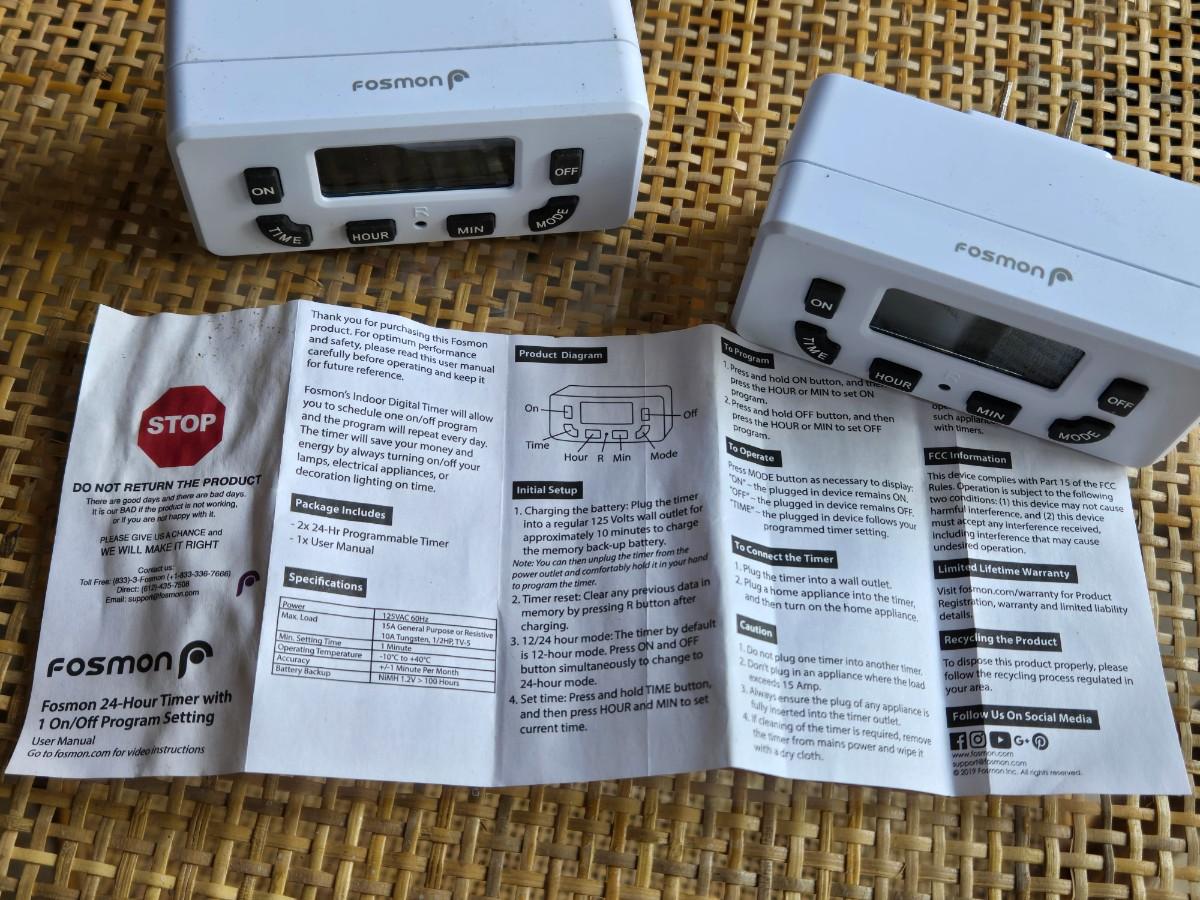 FOSMON
ON
OFF
TIME
HOUR
R
MIN
MODE
FOSMON
ON
TIME
HOUR
R
MIN
OFF
MODE
STOP
DO NOT RETURN THE PRODUCT
There are good days and there are bad days.
It is our BAD if the product is not working,
or if you are not happy with it.
PLEASE GIVE US A CHANCE and
WE WILL MAKE IT RIGHT
Contact us:
Toll Free: (833)-3-Fosmon (+1-833-336-7666)
Direct: (612)-435-7508
Email: support@fosmon.com
FOSMON
Fosmon 24-Hour Timer with
1 On/Off Program Setting
User Manual
Go to fosmon.com for video instructions
Thank you for purchasing this Fosmon
product. For optimum performance
and safety, please read this user manual
carefully before operating and keep it
for future reference.
Fosmon's Indoor Digital Timer will allow
you to schedule one on/off program
and the program will repeat every day.
The timer will save your money and
energy by always turning on/off your
lamps, electrical appliances, or
decoration lighting on time.
Package Includes
- 2x 24-Hr Programmable Timer
- 1x User Manual
Specifications
Power 125VAC 60Hz
Max. Load 15A General Purpose or Resistive
10A Tungsten, 1/2HP, TV-5
Min. Setting Time 1 Minute
Operating Temperature -10°C to +40°C
Accuracy +/-1 Minute Per Month
Battery Backup NiMH 1.2V > 100 Hours
Product Diagram
On
Off
Time
Hour R Min
Mode
Initial Setup
1. Charging the battery: Plug the timer
into a regular 125 Volts wall outlet for
approximately 10 minutes to charge
the memory back-up battery.
Note: You can then unplug the timer from the
power outlet and comfortably hold it in your hand
to program the timer.
2. Timer reset: Clear any previous data in
memory by pressing R button after
charging.
3. 12/24 hour mode: The timer by default
is 12-hour mode. Press ON and OFF
button simultaneously to change to
24-hour mode.
4. Set time: Press and hold TIME button,
and then press HOUR and MIN to set
current time.
To Program
1. Press and hold ON button, and then
press the HOUR or MIN to set ON
program.
2. Press and hold OFF button, and then
press the HOUR or MIN to set OFF
program.
To Operate
Press MODE button as necessary to display:
"ON" – the plugged in device remains ON.
"OFF" – the plugged in device remains OFF.
"TIME" – the plugged in device follows your
programmed timer setting.
To Connect the Timer
1. Plug the timer into a wall outlet.
2. Plug a home appliance into the timer,
and then turn on the home appliance.
Caution
1. Do not plug one timer into another timer.
2. Don't plug in an appliance where the load
exceeds 15 Amp.
3. Always ensure the plug of any appliance is
fully inserted into the timer outlet.
4. If cleaning of the timer is required, remove
the timer from mains power and wipe it
with a dry cloth.
such
with timers.
FCC Information
This device complies with Part 15 of the FCC
Rules. Operation is subject to the following
two conditions: (1) this device may not cause
harmful interference, and (2) this device
must accept any interference received,
including interference that may cause
undesired operation.
Limited Lifetime Warranty
Visit fosmon.com/warranty for Product
Registration, warranty and limited liability
details.
Recycling the Product
To dispose this product properly, please
follow the recycling process regulated in
your area.
Follow Us On Social Media
www.fosmon.com
support@fosmon.com
© 2019 Fosmon Inc. All rights reserved.